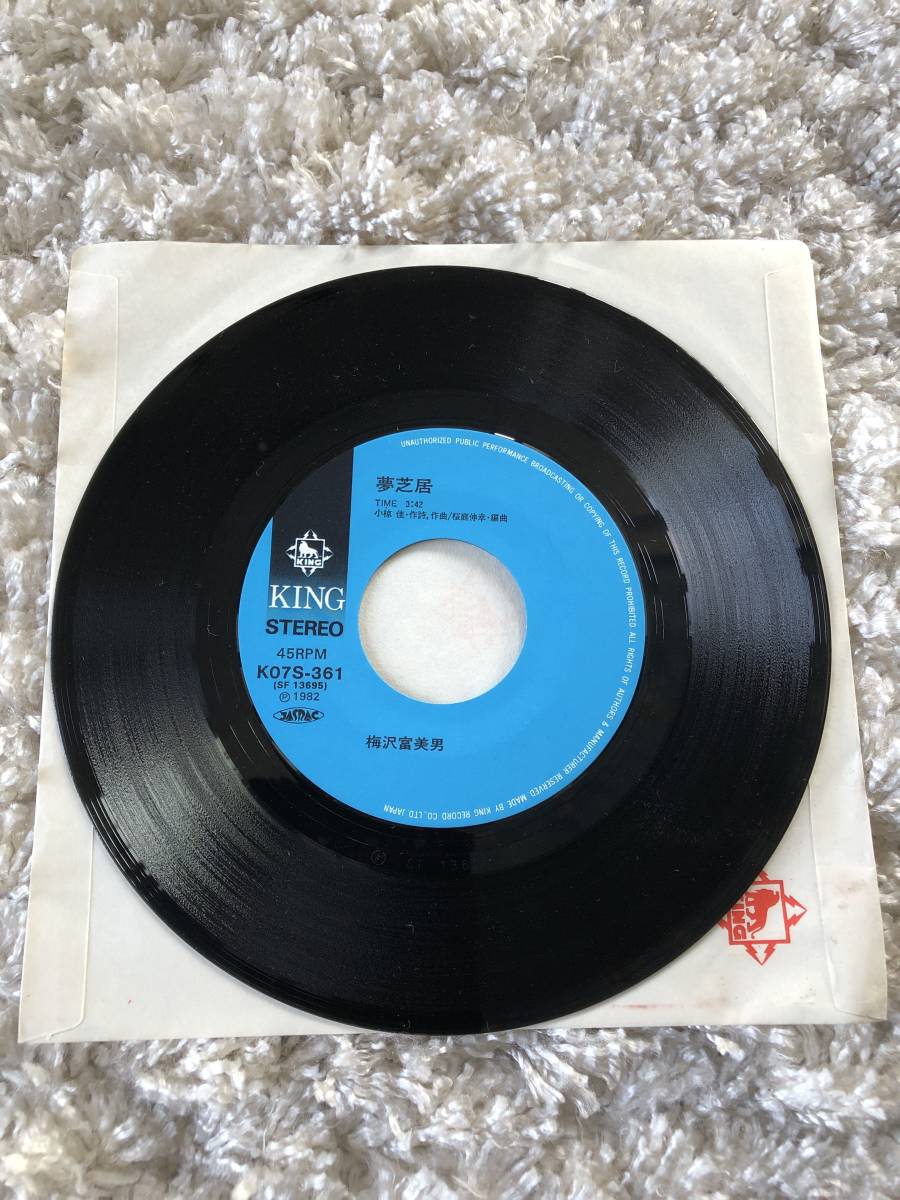 夢芝居
TIME 3:42
小椋 佳・作詩,作曲/桜庭伸幸・編曲
KING
KING
STEREO
45RPM
K07S-361
(SF 13695)
Ⓟ 1982
JASRAC
梅沢富美男
UNAUTHORIZED PUBLIC PERFORMANCE BROADCASTING OR COPYING OF THIS RECORD PROHIBITED. ALL RIGHTS OF AUTHORS & MANUFACTURER RESERVED. MADE BY KING RECORD CO.,LTD. JAPAN
KING